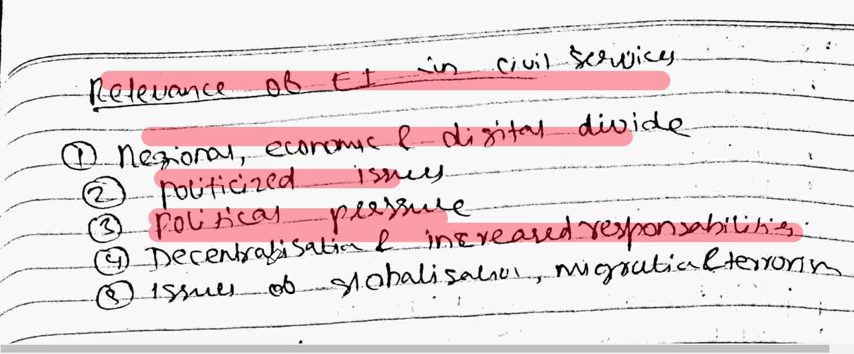 Relevance of EI in civil services
① Regional, economic & digital divide
② politicized issues
③ political pressure
④ Decentralisation & increased responsabilities.
⑤ Issues of globalisation, migration & terrorism